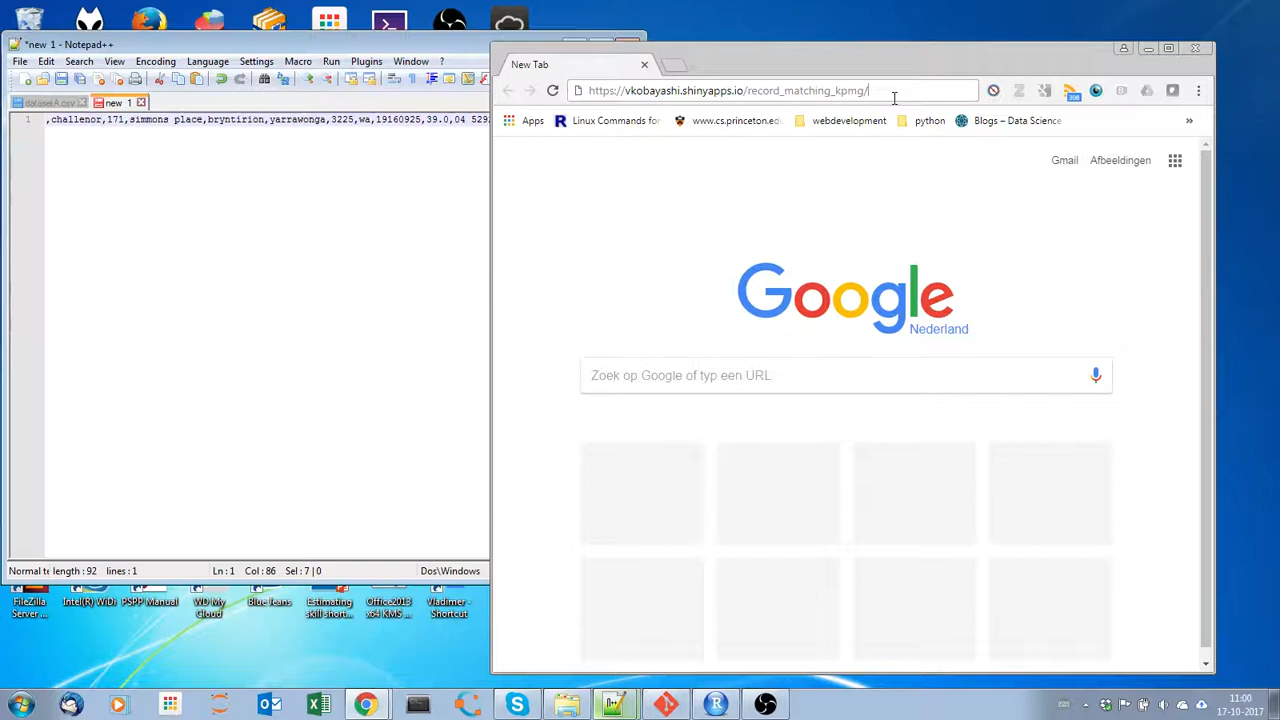 *new 1 - Notepad++
File Edit Search View Encoding Language Settings Macro Run Plugins Window ?
datasetA.csv new 1
1 ,challenor,171,simmons place,bryntirion,yarrawonga,3225,wa,19160925,39.0,04 529
Normal te length : 92 lines : 1 Ln : 1 Col : 86 Sel : 7 | 0 Dos\Windows
New Tab
https://vkobayashi.shinyapps.io/record_matching_kpmg/
Apps Linux Commands for www.cs.princeton.ed webdevelopment python Blogs – Data Science »
Gmail Afbeeldingen
Google
Nederland
Zoek op Google of typ een URL
FileZilla Server ...
Intel(R) WiDi
PSPP Manual
WD My Cloud
Blue Jeans
Estimating skill short...
Office2013 x64 KMS ...
Vladimer - Shortcut
11:00
17-10-2017